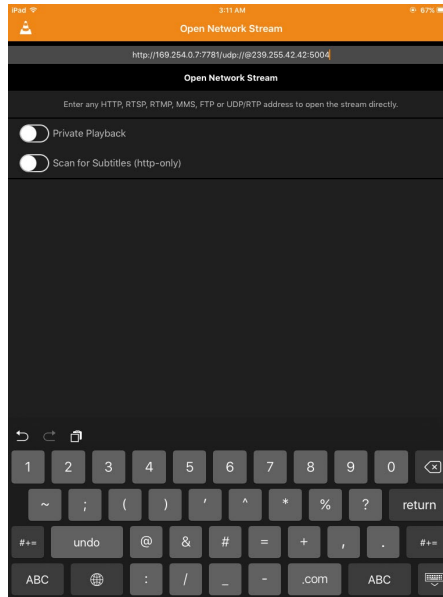 iPad 3:11 AM 67%
Open Network Stream
http://169.254.0.7:7781/udp://@239.255.42.42:5004
Open Network Stream
Enter any HTTP, RTSP, RTMP, MMS, FTP or UDP/RTP address to open the stream directly.
Private Playback
Scan for Subtitles (http-only)
1 2 3 4 5 6 7 8 9 0
~ ; ( ) ' ^ * % ? return
#+= undo @ & # = + , . #+=
ABC : / _ - .com ABC